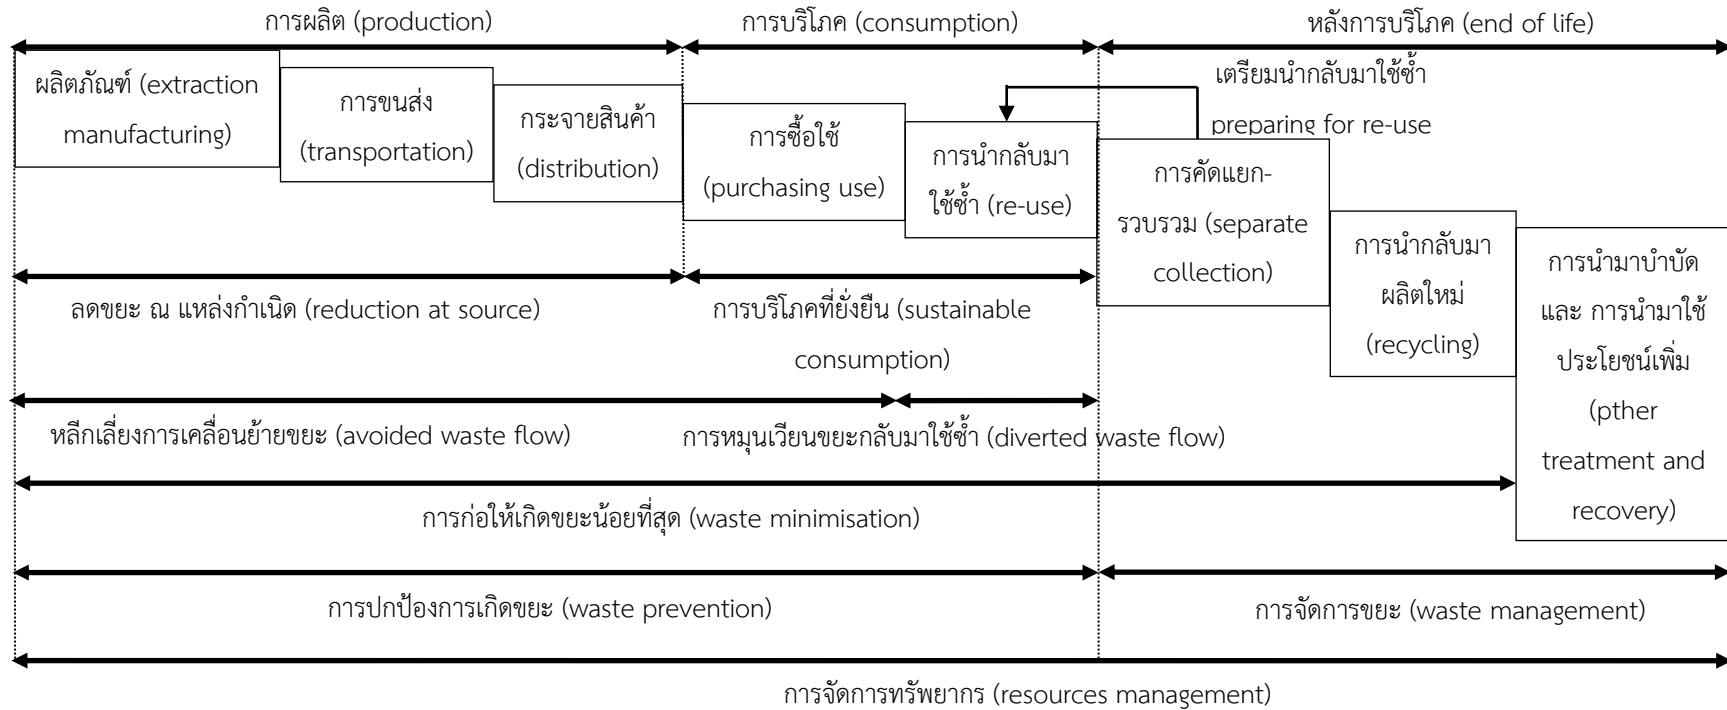 การผลิต (production)
การบริโภค (consumption)
หลังการบริโภค (end of life)
ผลิตภัณฑ์ (extraction
manufacturing)
การขนส่ง
(transportation)
กระจายสินค้า
(distribution)
การซื้อใช้
(purchasing use)
การนำกลับมา
ใช้ซ้ำ (re-use)
เตรียมนำกลับมาใช้ซ้ำ
preparing for re-use
การคัดแยก-
รวบรวม (separate
collection)
การนำกลับมา
ผลิตใหม่
(recycling)
การนำมาบำบัด
และ การนำมาใช้
ประโยชน์เพิ่ม
(pther
treatment and
recovery)
ลดขยะ ณ แหล่งกำเนิด (reduction at source)
การบริโภคที่ยั่งยืน (sustainable
consumption)
หลีกเลี่ยงการเคลื่อนย้ายขยะ (avoided waste flow)
การหมุนเวียนขยะกลับมาใช้ซ้ำ (diverted waste flow)
การก่อให้เกิดขยะน้อยที่สุด (waste minimisation)
การปกป้องการเกิดขยะ (waste prevention)
การจัดการขยะ (waste management)
การจัดการทรัพยากร (resources management)